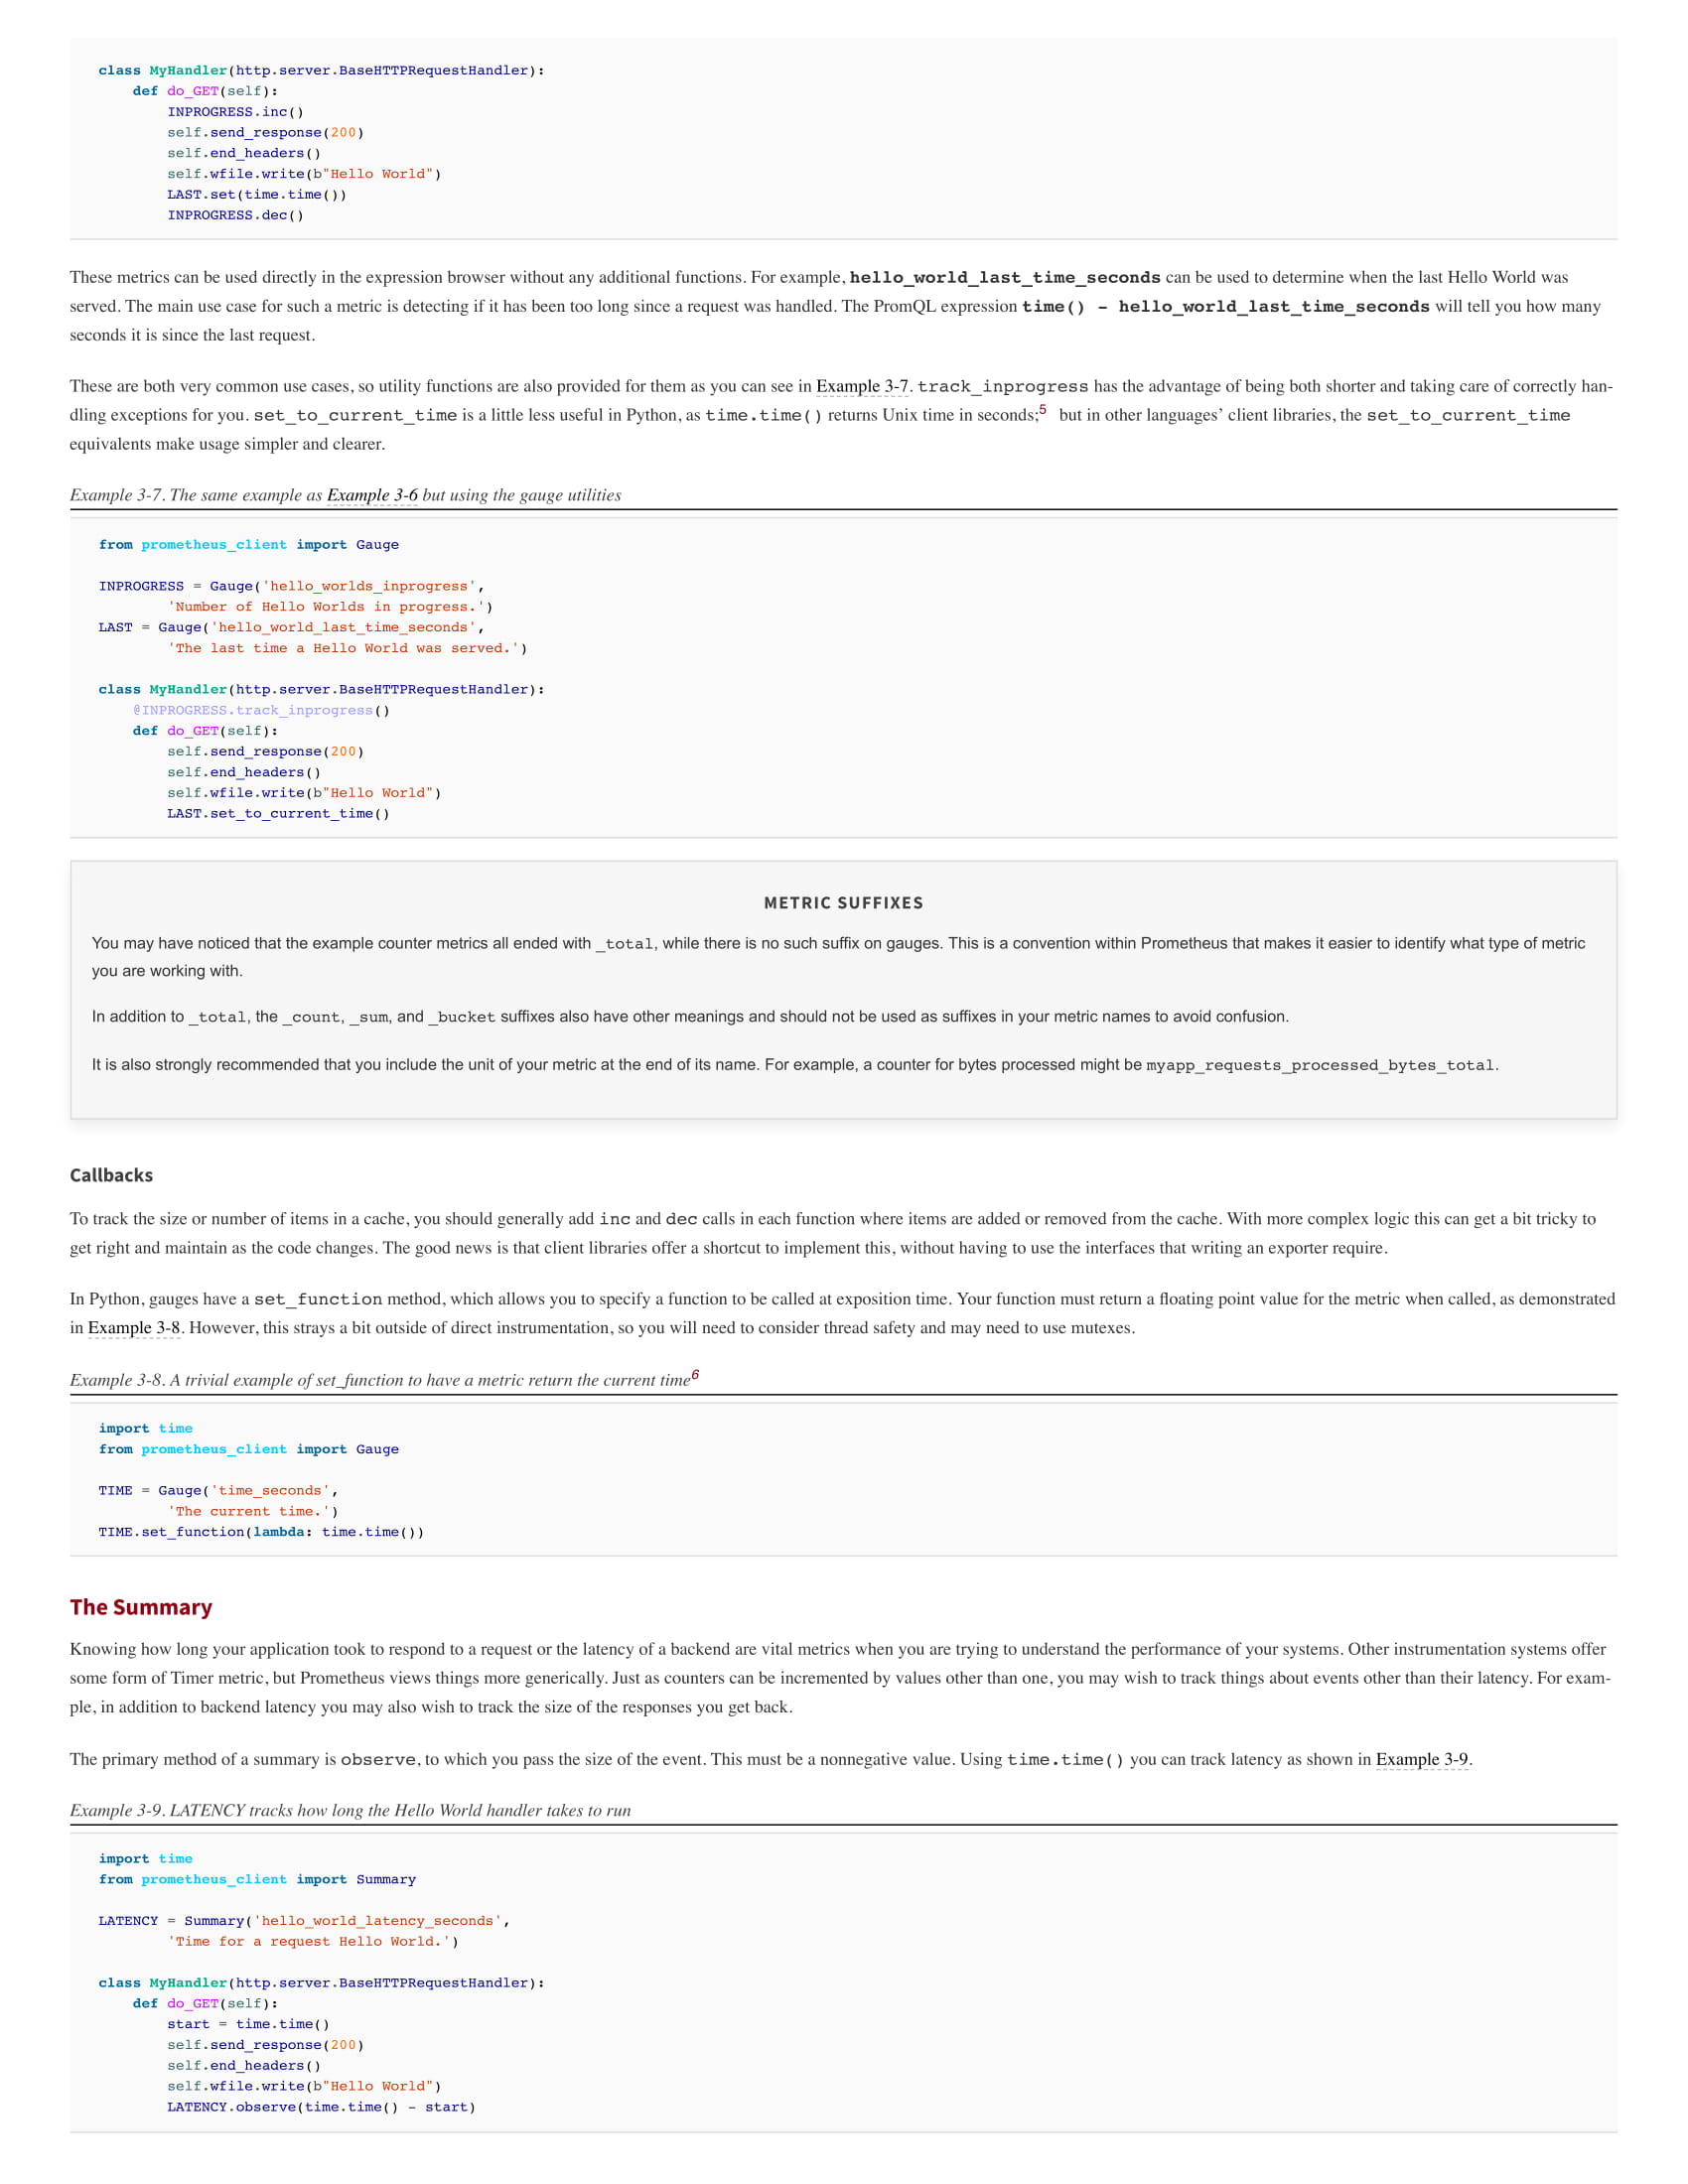 class MyHandler(http.server.BaseHTTPRequestHandler):
    def do_GET(self):
        INPROGRESS.inc()
        self.send_response(200)
        self.end_headers()
        self.wfile.write(b"Hello World")
        LAST.set(time.time())
        INPROGRESS.dec()
These metrics can be used directly in the expression browser without any additional functions. For example, hello_world_last_time_seconds can be used to determine when the last Hello World was
served. The main use case for such a metric is detecting if it has been too long since a request was handled. The PromQL expression time() - hello_world_last_time_seconds will tell you how many
seconds it is since the last request.
These are both very common use cases, so utility functions are also provided for them as you can see in Example 3-7. track_inprogress has the advantage of being both shorter and taking care of correctly han-
dling exceptions for you. set_to_current_time is a little less useful in Python, as time.time() returns Unix time in seconds;5 but in other languages’ client libraries, the set_to_current_time
equivalents make usage simpler and clearer.
Example 3-7. The same example as Example 3-6 but using the gauge utilities
from prometheus_client import Gauge
INPROGRESS = Gauge('hello_worlds_inprogress',
        'Number of Hello Worlds in progress.')
LAST = Gauge('hello_world_last_time_seconds',
        'The last time a Hello World was served.')
class MyHandler(http.server.BaseHTTPRequestHandler):
    @INPROGRESS.track_inprogress()
    def do_GET(self):
        self.send_response(200)
        self.end_headers()
        self.wfile.write(b"Hello World")
        LAST.set_to_current_time()
METRIC SUFFIXES
You may have noticed that the example counter metrics all ended with _total, while there is no such suffix on gauges. This is a convention within Prometheus that makes it easier to identify what type of metric
you are working with.
In addition to _total, the _count, _sum, and _bucket suffixes also have other meanings and should not be used as suffixes in your metric names to avoid confusion.
It is also strongly recommended that you include the unit of your metric at the end of its name. For example, a counter for bytes processed might be myapp_requests_processed_bytes_total.
Callbacks
To track the size or number of items in a cache, you should generally add inc and dec calls in each function where items are added or removed from the cache. With more complex logic this can get a bit tricky to
get right and maintain as the code changes. The good news is that client libraries offer a shortcut to implement this, without having to use the interfaces that writing an exporter require.
In Python, gauges have a set_function method, which allows you to specify a function to be called at exposition time. Your function must return a floating point value for the metric when called, as demonstrated
in Example 3-8. However, this strays a bit outside of direct instrumentation, so you will need to consider thread safety and may need to use mutexes.
Example 3-8. A trivial example of set_function to have a metric return the current time6
import time
from prometheus_client import Gauge
TIME = Gauge('time_seconds',
        'The current time.')
TIME.set_function(lambda: time.time())
The Summary
Knowing how long your application took to respond to a request or the latency of a backend are vital metrics when you are trying to understand the performance of your systems. Other instrumentation systems offer
some form of Timer metric, but Prometheus views things more generically. Just as counters can be incremented by values other than one, you may wish to track things about events other than their latency. For exam-
ple, in addition to backend latency you may also wish to track the size of the responses you get back.
The primary method of a summary is observe, to which you pass the size of the event. This must be a nonnegative value. Using time.time() you can track latency as shown in Example 3-9.
Example 3-9. LATENCY tracks how long the Hello World handler takes to run
import time
from prometheus_client import Summary
LATENCY = Summary('hello_world_latency_seconds',
        'Time for a request Hello World.')
class MyHandler(http.server.BaseHTTPRequestHandler):
    def do_GET(self):
        start = time.time()
        self.send_response(200)
        self.end_headers()
        self.wfile.write(b"Hello World")
        LATENCY.observe(time.time() - start)